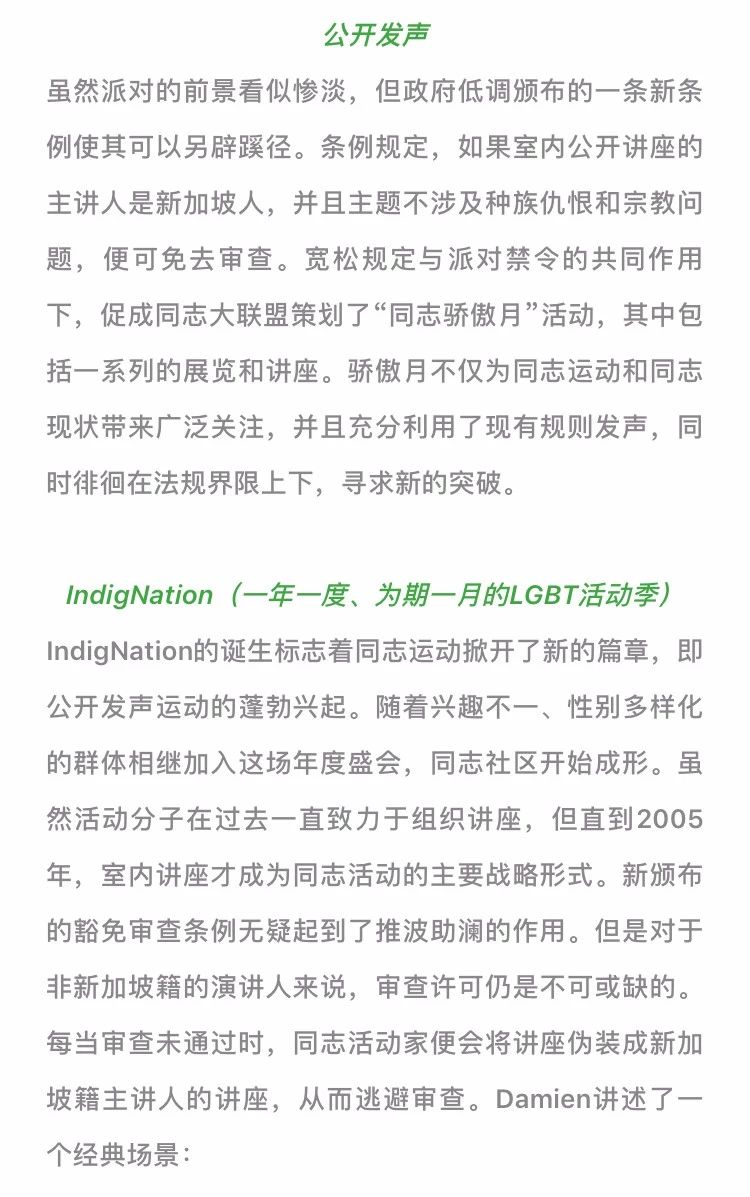 公开发声
虽然派对的前景看似惨淡，但政府低调颁布的一条新条
例使其可以另辟蹊径。条例规定，如果室内公开讲座的
主讲人是新加坡人，并且主题不涉及种族仇恨和宗教问
题，便可免去审查。宽松规定与派对禁令的共同作用
下，促成同志大联盟策划了“同志骄傲月”活动，其中包
括一系列的展览和讲座。骄傲月不仅为同志运动和同志
现状带来广泛关注，并且充分利用了现有规则发声，同
时徘徊在法规界限上下，寻求新的突破。
IndigNation（一年一度、为期一月的LGBT活动季）
IndigNation的诞生标志着同志运动掀开了新的篇章，即
公开发声运动的蓬勃兴起。随着兴趣不一、性别多样化
的群体相继加入这场年度盛会，同志社区开始成形。虽
然活动分子在过去一直致力于组织讲座，但直到2005
年，室内讲座才成为同志活动的主要战略形式。新颁布
的豁免审查条例无疑起到了推波助澜的作用。但是对于
非新加坡籍的演讲人来说，审查许可仍是不可或缺的。
每当审查未通过时，同志活动家便会将讲座伪装成新加
坡籍主讲人的讲座，从而逃避审查。Damien讲述了一
个经典场景：